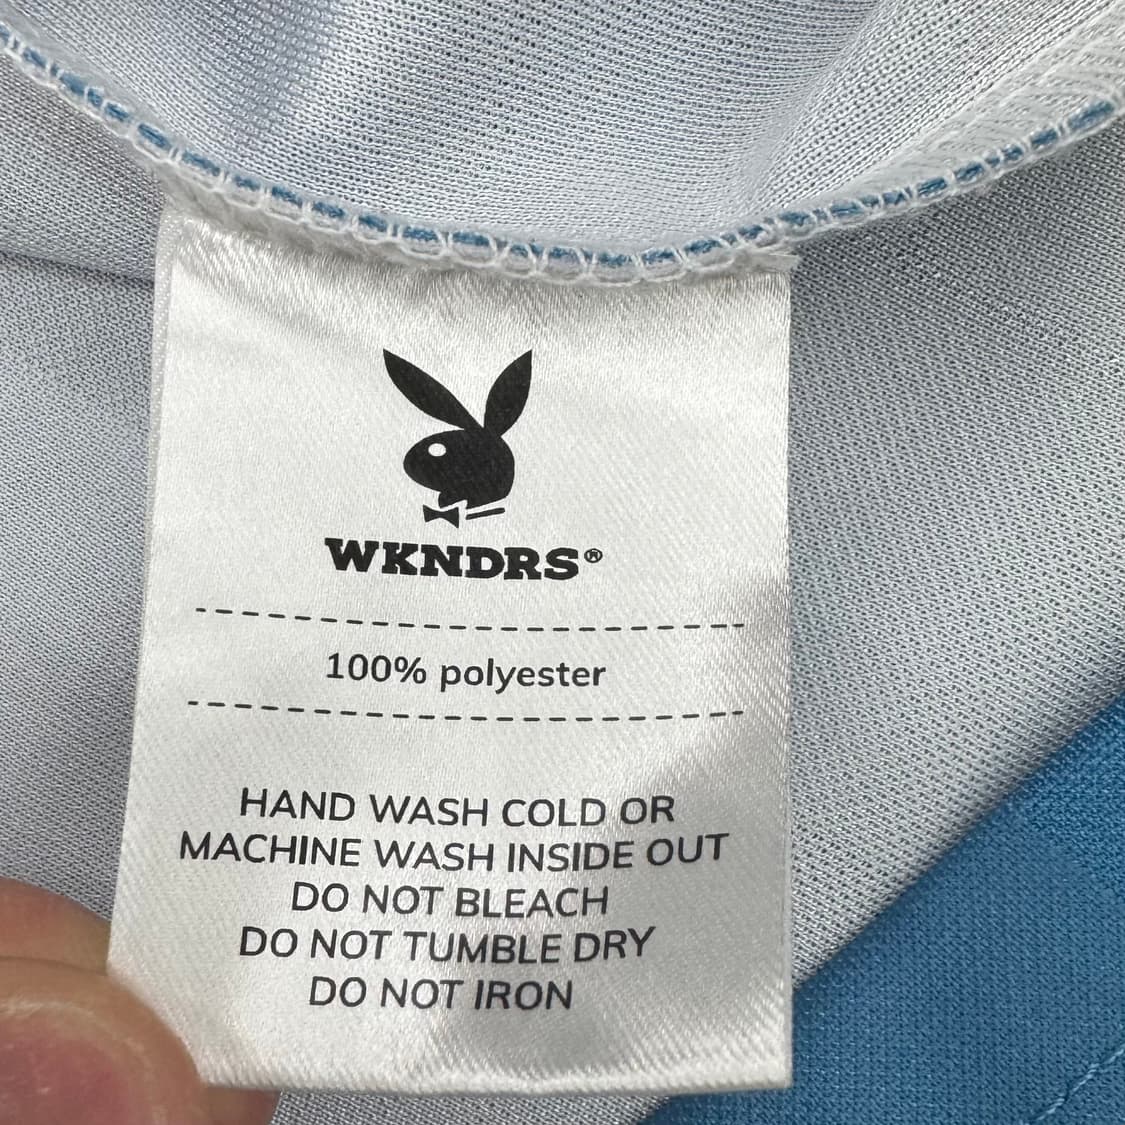 WKNDRS®
100% polyester
HAND WASH COLD OR
MACHINE WASH INSIDE OUT
DO NOT BLEACH
DO NOT TUMBLE DRY
DO NOT IRON